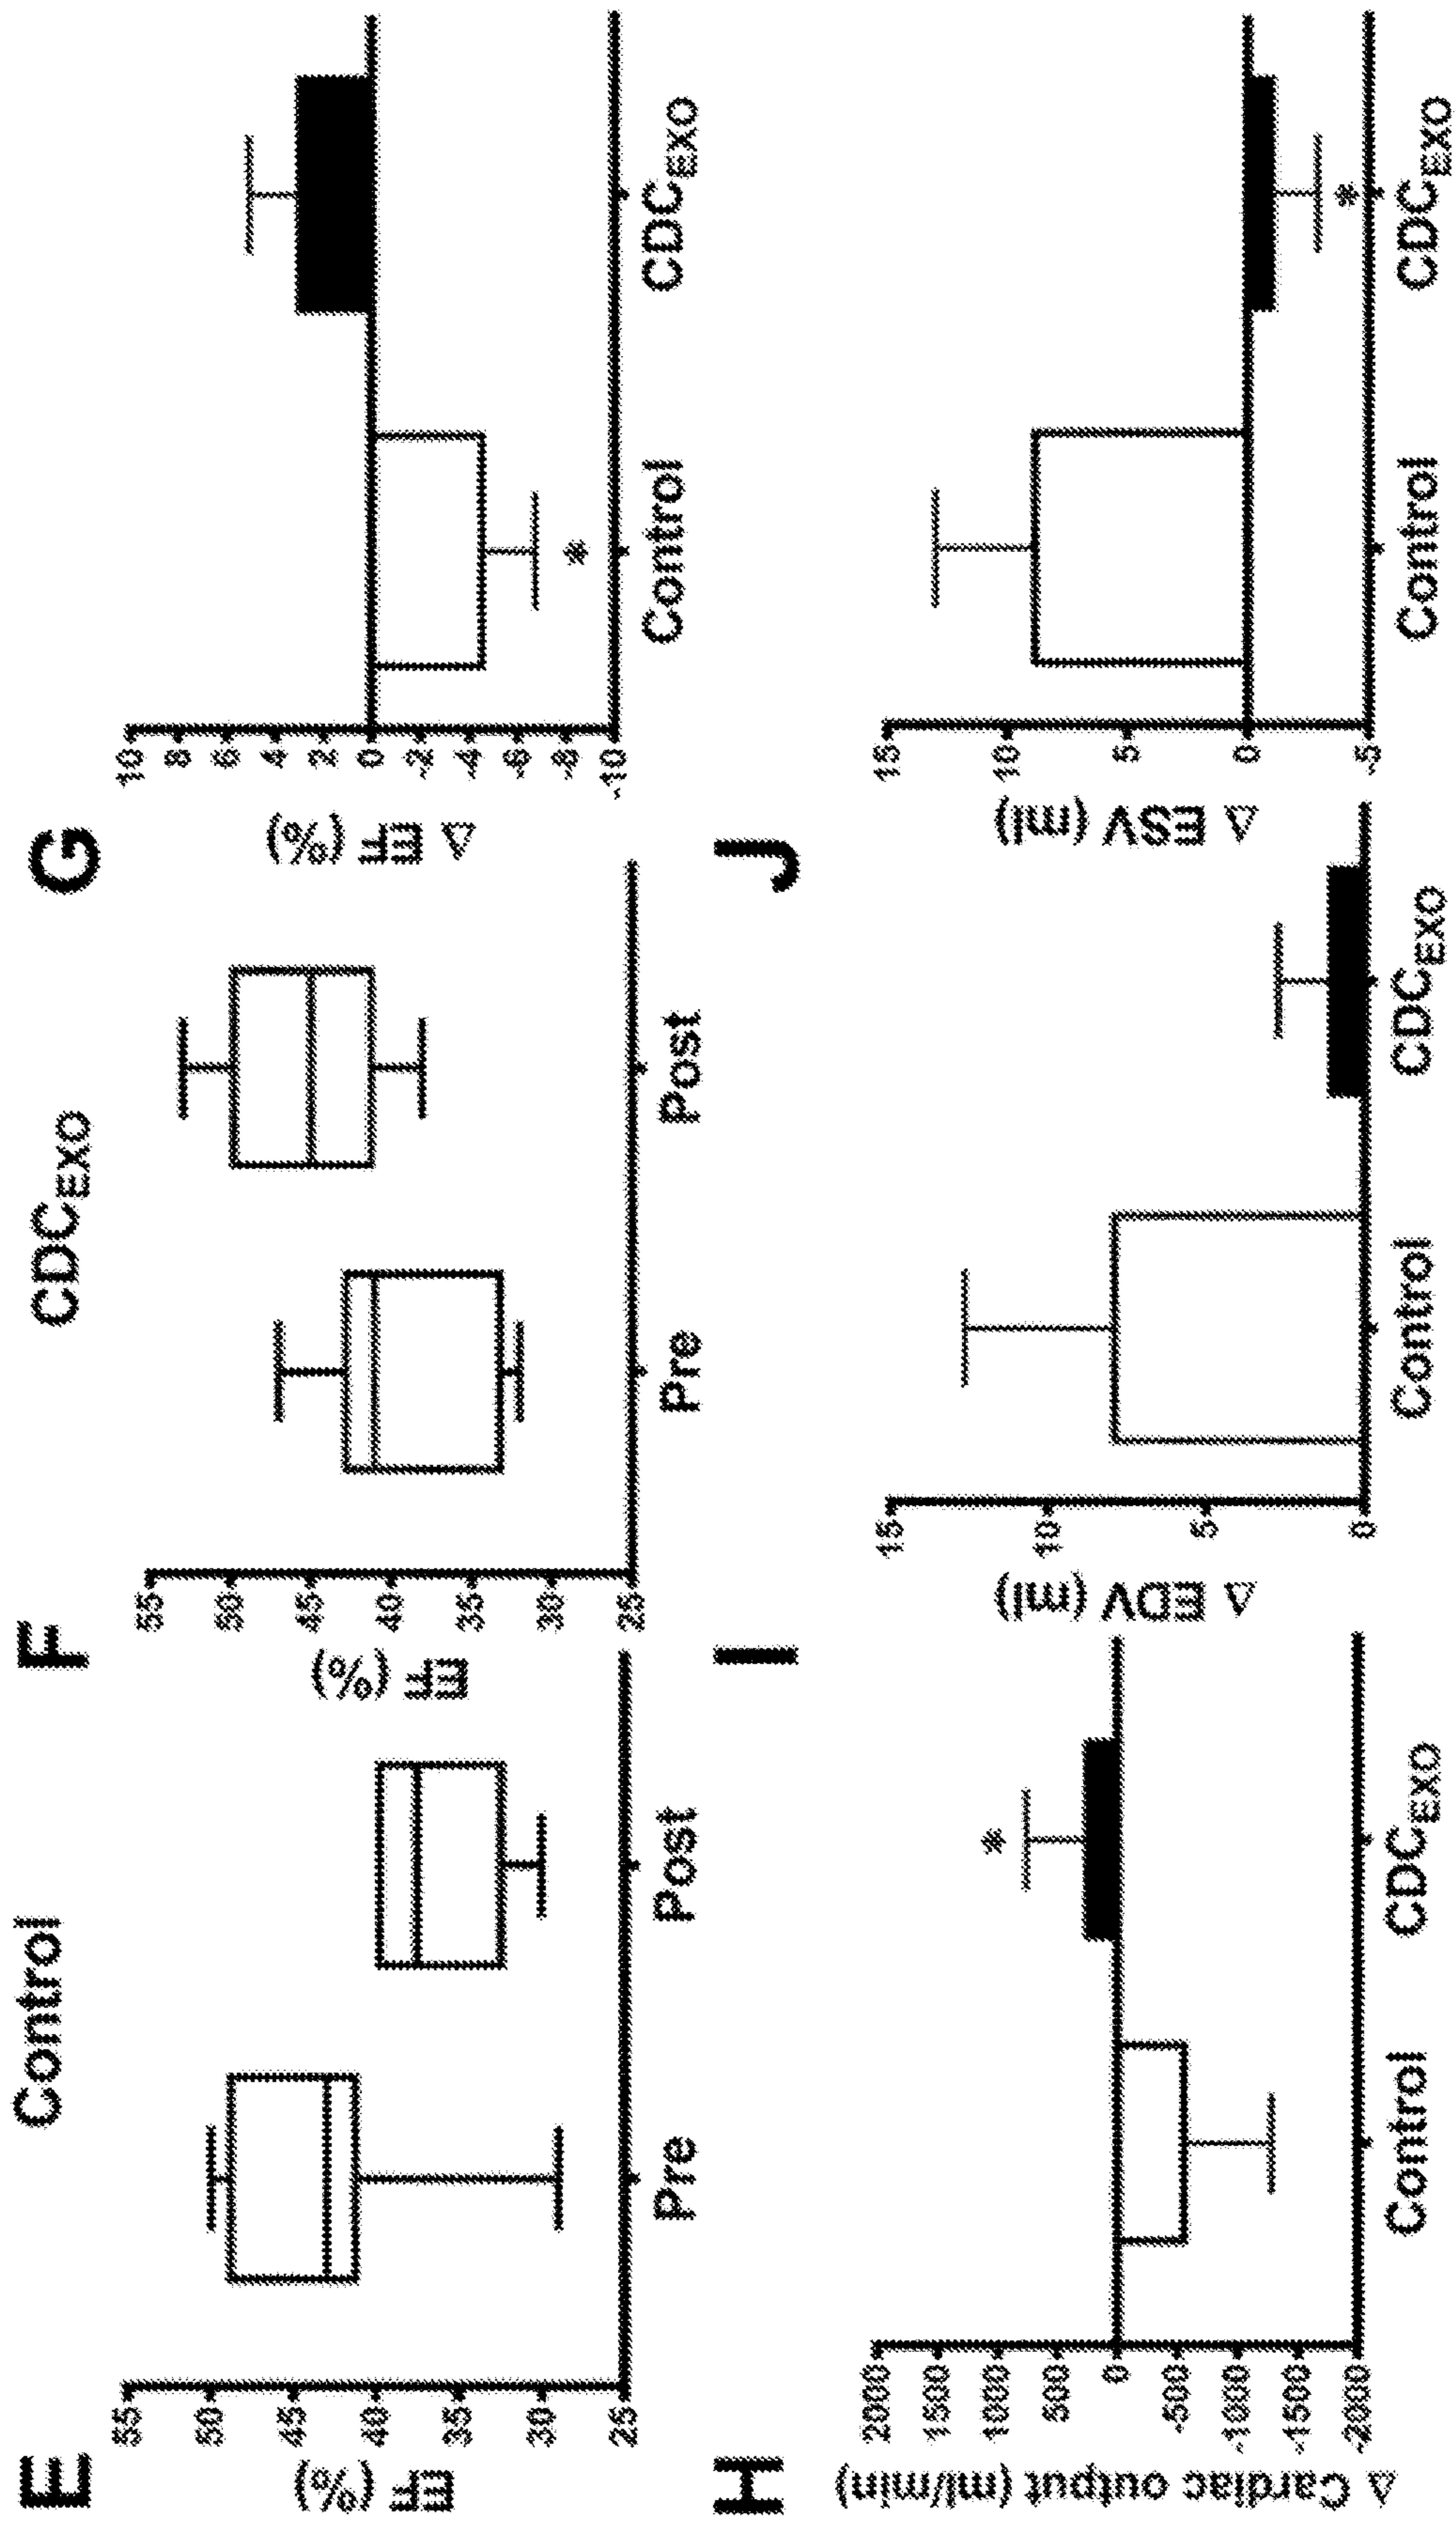 E
Control
EF (%)
55
50
45
40
35
30
25
Pre
Post
F
CDCEXO
EF (%)
55
50
45
40
35
30
25
Pre
Post
G
Δ EF (%)
10
8
6
4
2
0
-2
-4
-6
-8
-10
*
Control
CDCEXO
H
Δ Cardiac output (ml/min)
2000
1500
1000
500
0
-500
-1000
-1500
-2000
*
Control
CDCEXO
I
Δ EDV (ml)
15
10
5
0
Control
CDCEXO
J
Δ ESV (ml)
15
10
5
0
-5
*
Control
CDCEXO